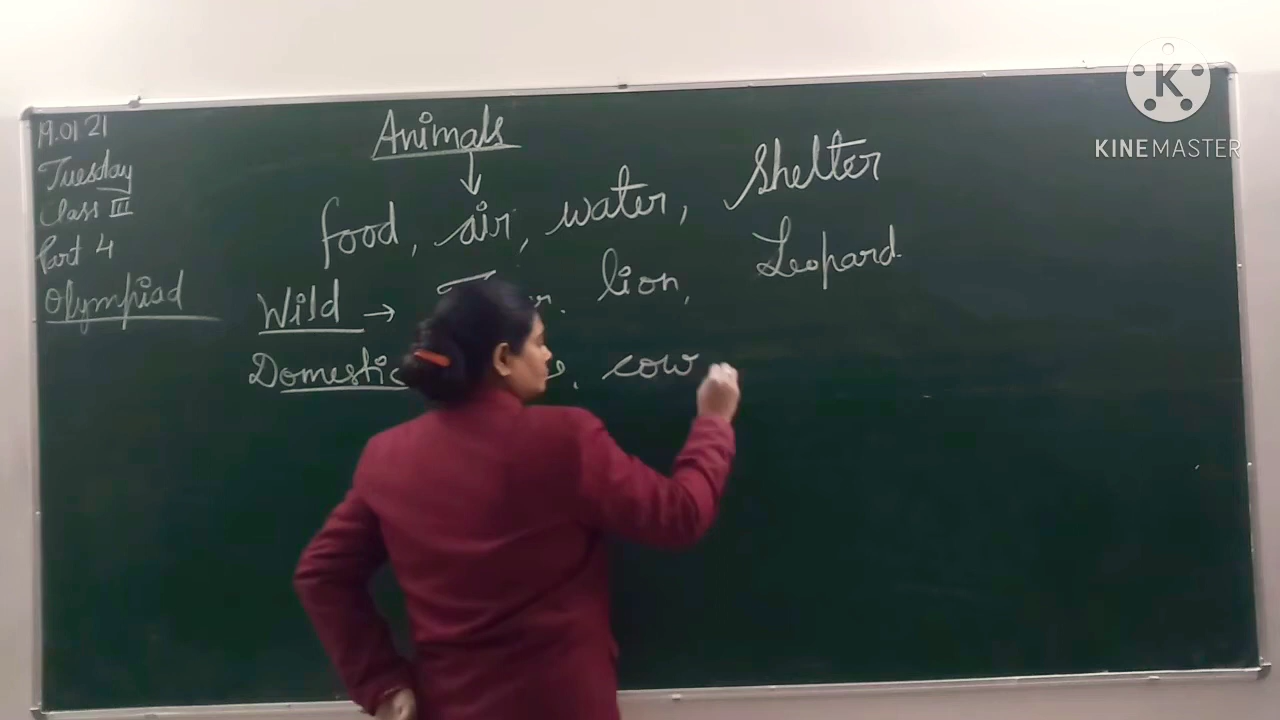 19.01 21
Tuesday
Class III
Part 4
Olympiad
Animals
food, air, water, Shelter
Wild → lion, Leopard
Domestic cow
K
KINEMASTER